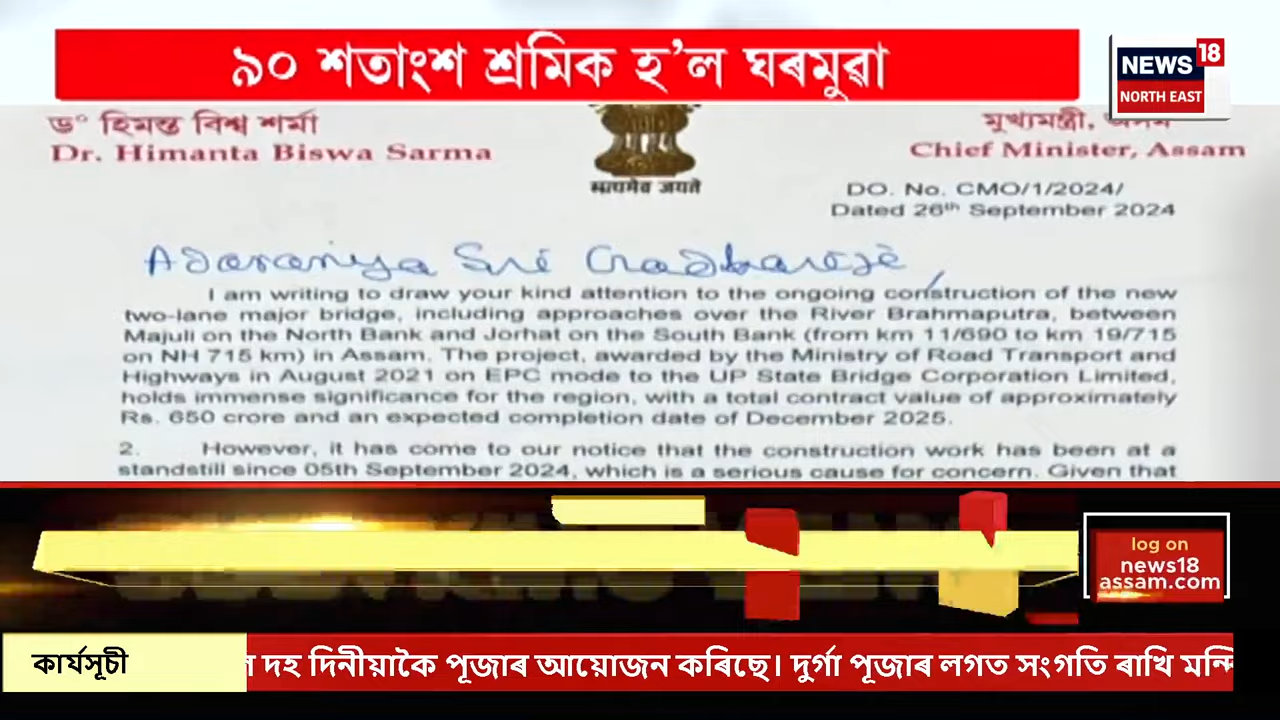 ৯০ শতাংশ শ্ৰমিক হ'ল ঘৰমুৱা
NEWS 18
NORTH EAST
ড° হিমন্ত বিশ্ব শৰ্মা
Dr. Himanta Biswa Sarma
सत्यमेव जयते
মুখ্যমন্ত্ৰী, অসম
Chief Minister, Assam
DO. No. CMO/1/2024/
Dated 26th September 2024
Adaraniya Sri Gadkariji,
I am writing to draw your kind attention to the ongoing construction of the new
two-lane major bridge, including approaches over the River Brahmaputra, between
Majuli on the North Bank and Jorhat on the South Bank (from km 11/690 to km 19/715
on NH 715 km) in Assam. The project, awarded by the Ministry of Road Transport and
Highways in August 2021 on EPC mode to the UP State Bridge Corporation Limited,
holds immense significance for the region, with a total contract value of approximately
Rs. 650 crore and an expected completion date of December 2025.
2. However, it has come to our notice that the construction work has been at a
standstill since 05th September 2024, which is a serious cause for concern. Given that
log on
news18
assam.com
কাৰ্যসূচী
দহ দিনীয়াকৈ পূজাৰ আয়োজন কৰিছে। দুৰ্গা পূজাৰ লগত সংগতি ৰাখি